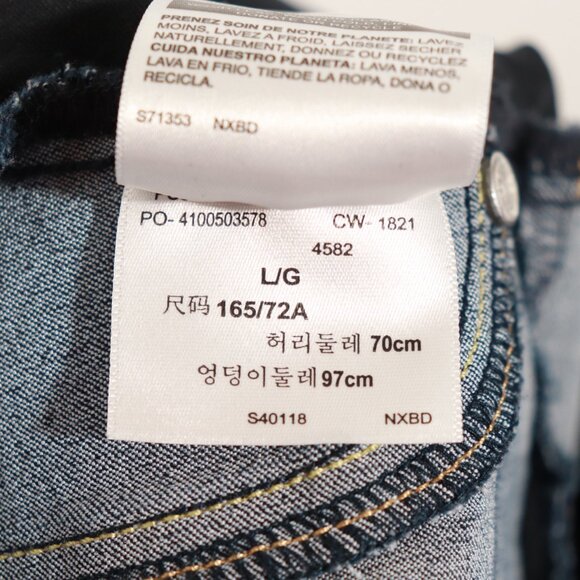 PRENEZ SOIN DE NOTRE PLANETE: LAVEZ
MOINS, LAVEZ A FROID, LAISSEZ SECHER
NATURELLEMENT, DONNEZ OU RECYCLEZ
CUIDA NUESTRO PLANETA: LAVA MENOS,
LAVA EN FRIO, TIENDE LA ROPA, DONA O
RECICLA.
S71353 NXBD
PO- 4100503578 CW- 1821
4582
L/G
尺码 165/72A
허리둘레 70cm
엉덩이둘레 97cm
S40118 NXBD